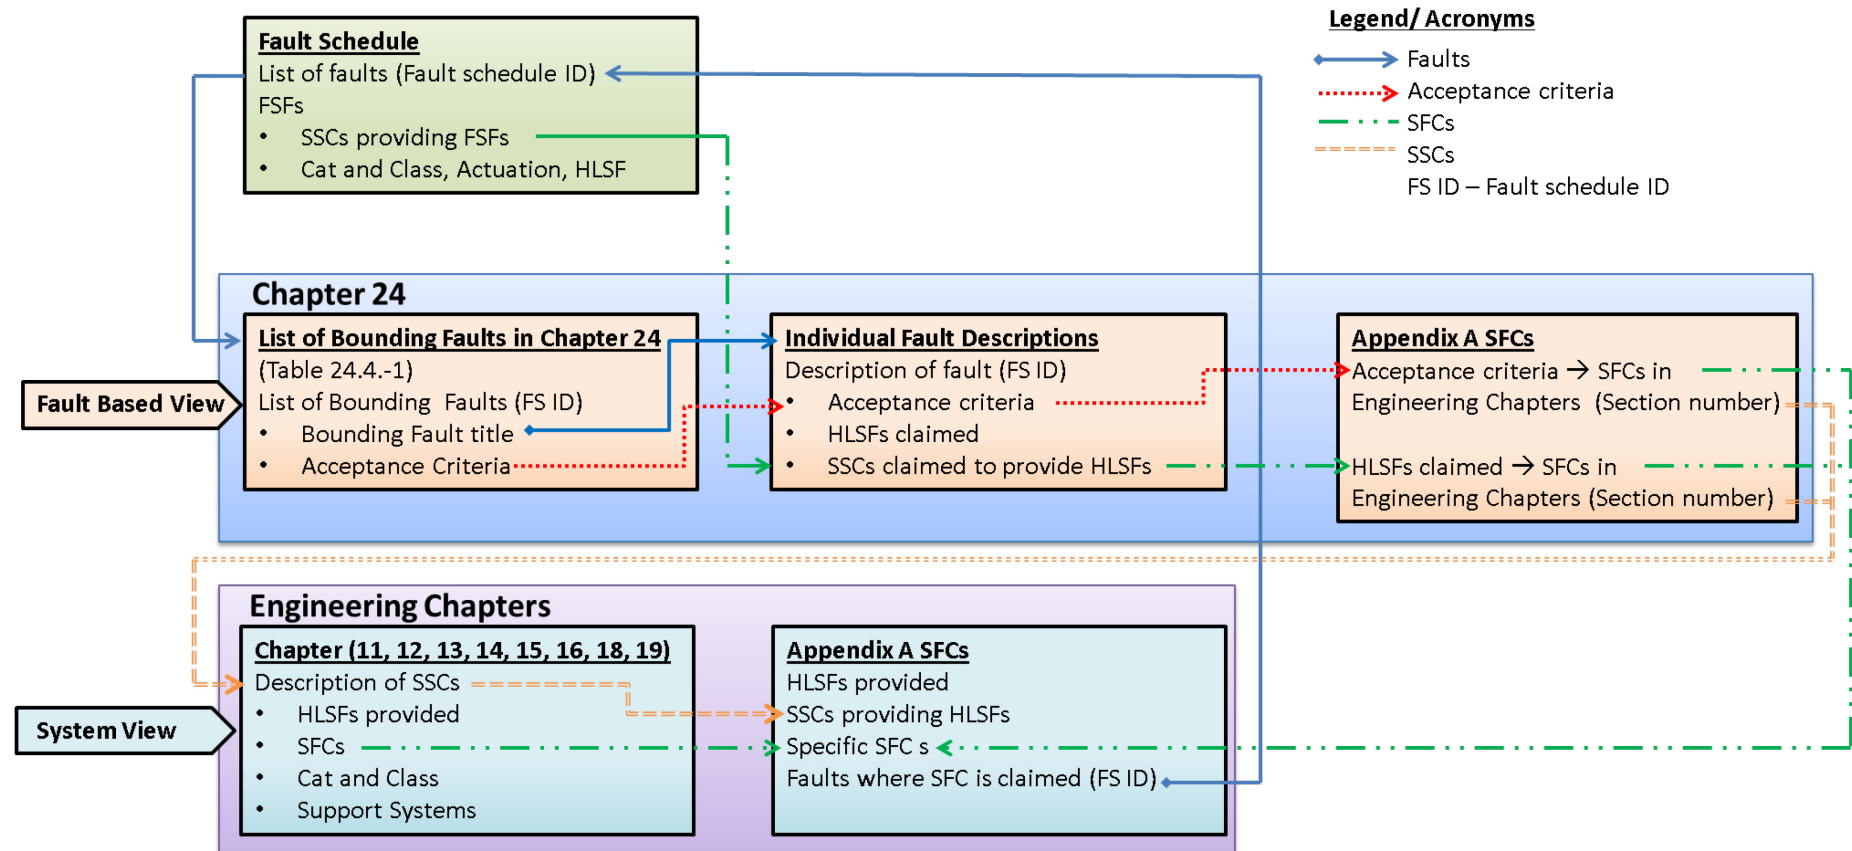 Legend/ Acronyms
Faults
Acceptance criteria
SFCs
SSCs
FS ID – Fault schedule ID
Fault Schedule
List of faults (Fault schedule ID)
FSFs
• SSCs providing FSFs
• Cat and Class, Actuation, HLSF
Chapter 24
Fault Based View
List of Bounding Faults in Chapter 24
(Table 24.4.-1)
List of Bounding Faults (FS ID)
• Bounding Fault title
• Acceptance Criteria
Individual Fault Descriptions
Description of fault (FS ID)
• Acceptance criteria
• HLSFs claimed
• SSCs claimed to provide HLSFs
Appendix A SFCs
Acceptance criteria → SFCs in
Engineering Chapters (Section number)
HLSFs claimed → SFCs in
Engineering Chapters (Section number)
Engineering Chapters
System View
Chapter (11, 12, 13, 14, 15, 16, 18, 19)
Description of SSCs
• HLSFs provided
• SFCs
• Cat and Class
• Support Systems
Appendix A SFCs
HLSFs provided
SSCs providing HLSFs
Specific SFC s
Faults where SFC is claimed (FS ID)